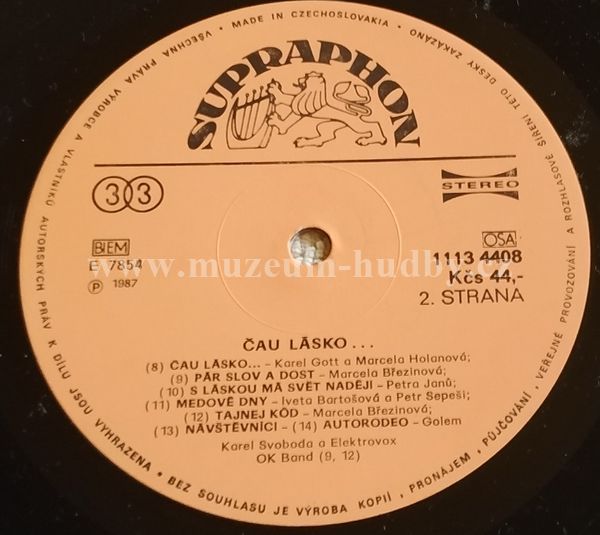 VŠECHNA PRÁVA VÝROBCE A VLASTNÍKŮ AUTORSKÝCH PRÁV K DÍLU JSOU VYHRAZENA • BEZ SOUHLASU JE VÝROBA KOPIÍ, PRONÁJEM, PŮJČOVÁNÍ, VEŘEJNÉ PROVOZOVÁNÍ A ROZHLASOVÉ ŠÍŘENÍ TÉTO DESKY ZAKÁZÁNO • MADE IN CZECHOSLOVAKIA •
SUPRAPHON
33
STEREO
BIEM
E 7854
℗ 1987
OSA
1113 4408
Kčs 44,-
2. STRANA
www.muzeum-hudby.cz
ČAU LÁSKO...
(8) ČAU LÁSKO... – Karel Gott a Marcela Holanová;
(9) PÁR SLOV A DOST – Marcela Březinová;
(10) S LÁSKOU MÁ SVĚT NADĚJI – Petra Janů;
(11) MEDOVÉ DNY – Iveta Bartošová a Petr Sepeši;
(12) TAJNEJ KÓD – Marcela Březinová;
(13) NÁVŠTĚVNÍCI – (14) AUTORODEO – Golem
Karel Svoboda a Elektrovox
OK Band (9, 12)